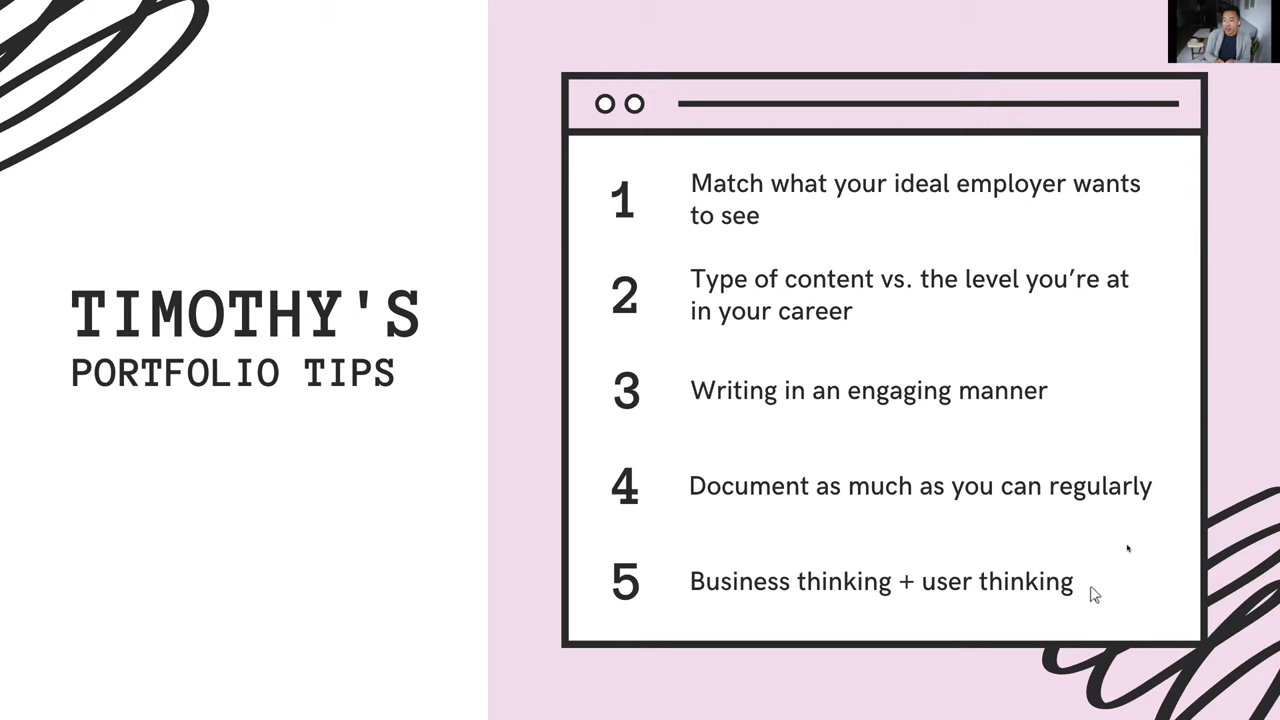 TIMOTHY'S
PORTFOLIO TIPS
1
Match what your ideal employer wants
to see
2
Type of content vs. the level you’re at
in your career
3
Writing in an engaging manner
4
Document as much as you can regularly
5
Business thinking + user thinking